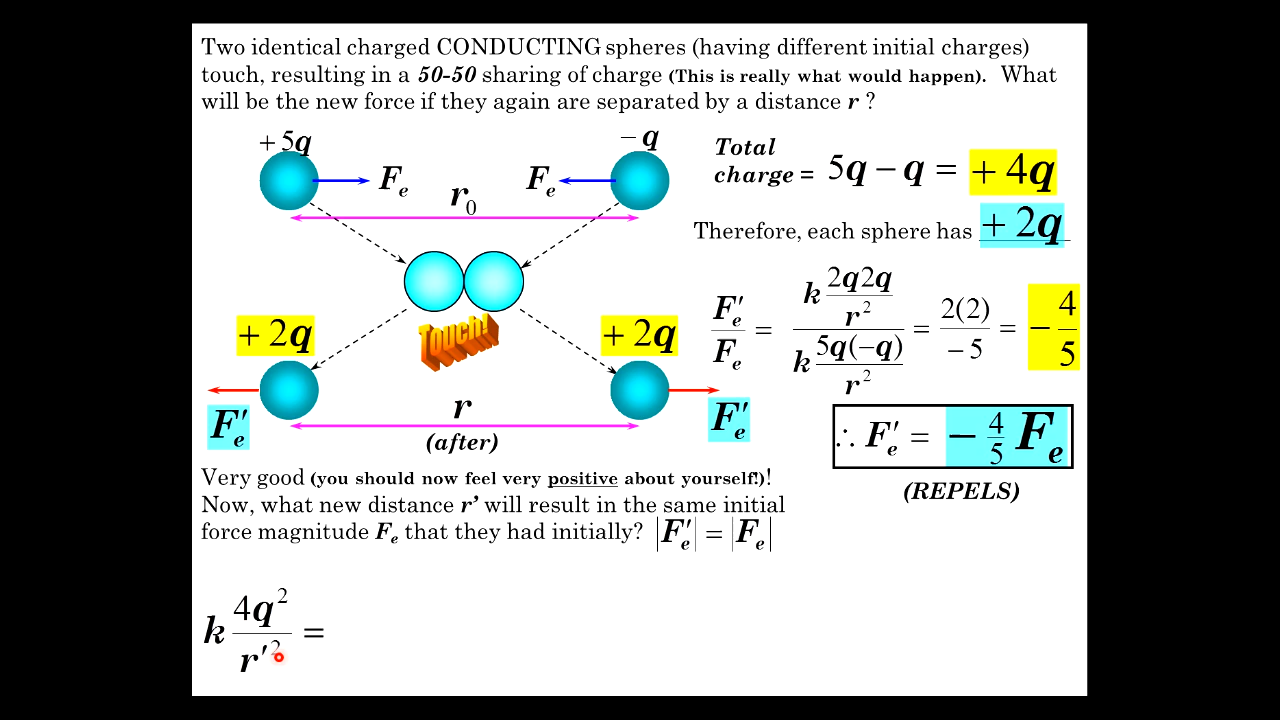 Two identical charged CONDUCTING spheres (having different initial charges)
touch, resulting in a 50-50 sharing of charge (This is really what would happen). What
will be the new force if they again are separated by a distance r ?
+5q
−q
Total
charge = 5q − q = +4q
Fₑ
Fₑ
r₀
Therefore, each sphere has +2q
Touch!
+2q
+2q
F′ₑ/Fₑ = (k 2q2q/r²)/(k 5q(−q)/r²) = 2(2)/−5 = −4/5
F′ₑ
F′ₑ
r
(after)
∴ F′ₑ = −4/5 Fₑ
(REPELS)
Very good (you should now feel very positive about yourself!)!
Now, what new distance r’ will result in the same initial
force magnitude Fₑ that they had initially? |F′ₑ| = |Fₑ|
k 4q²/r′² =